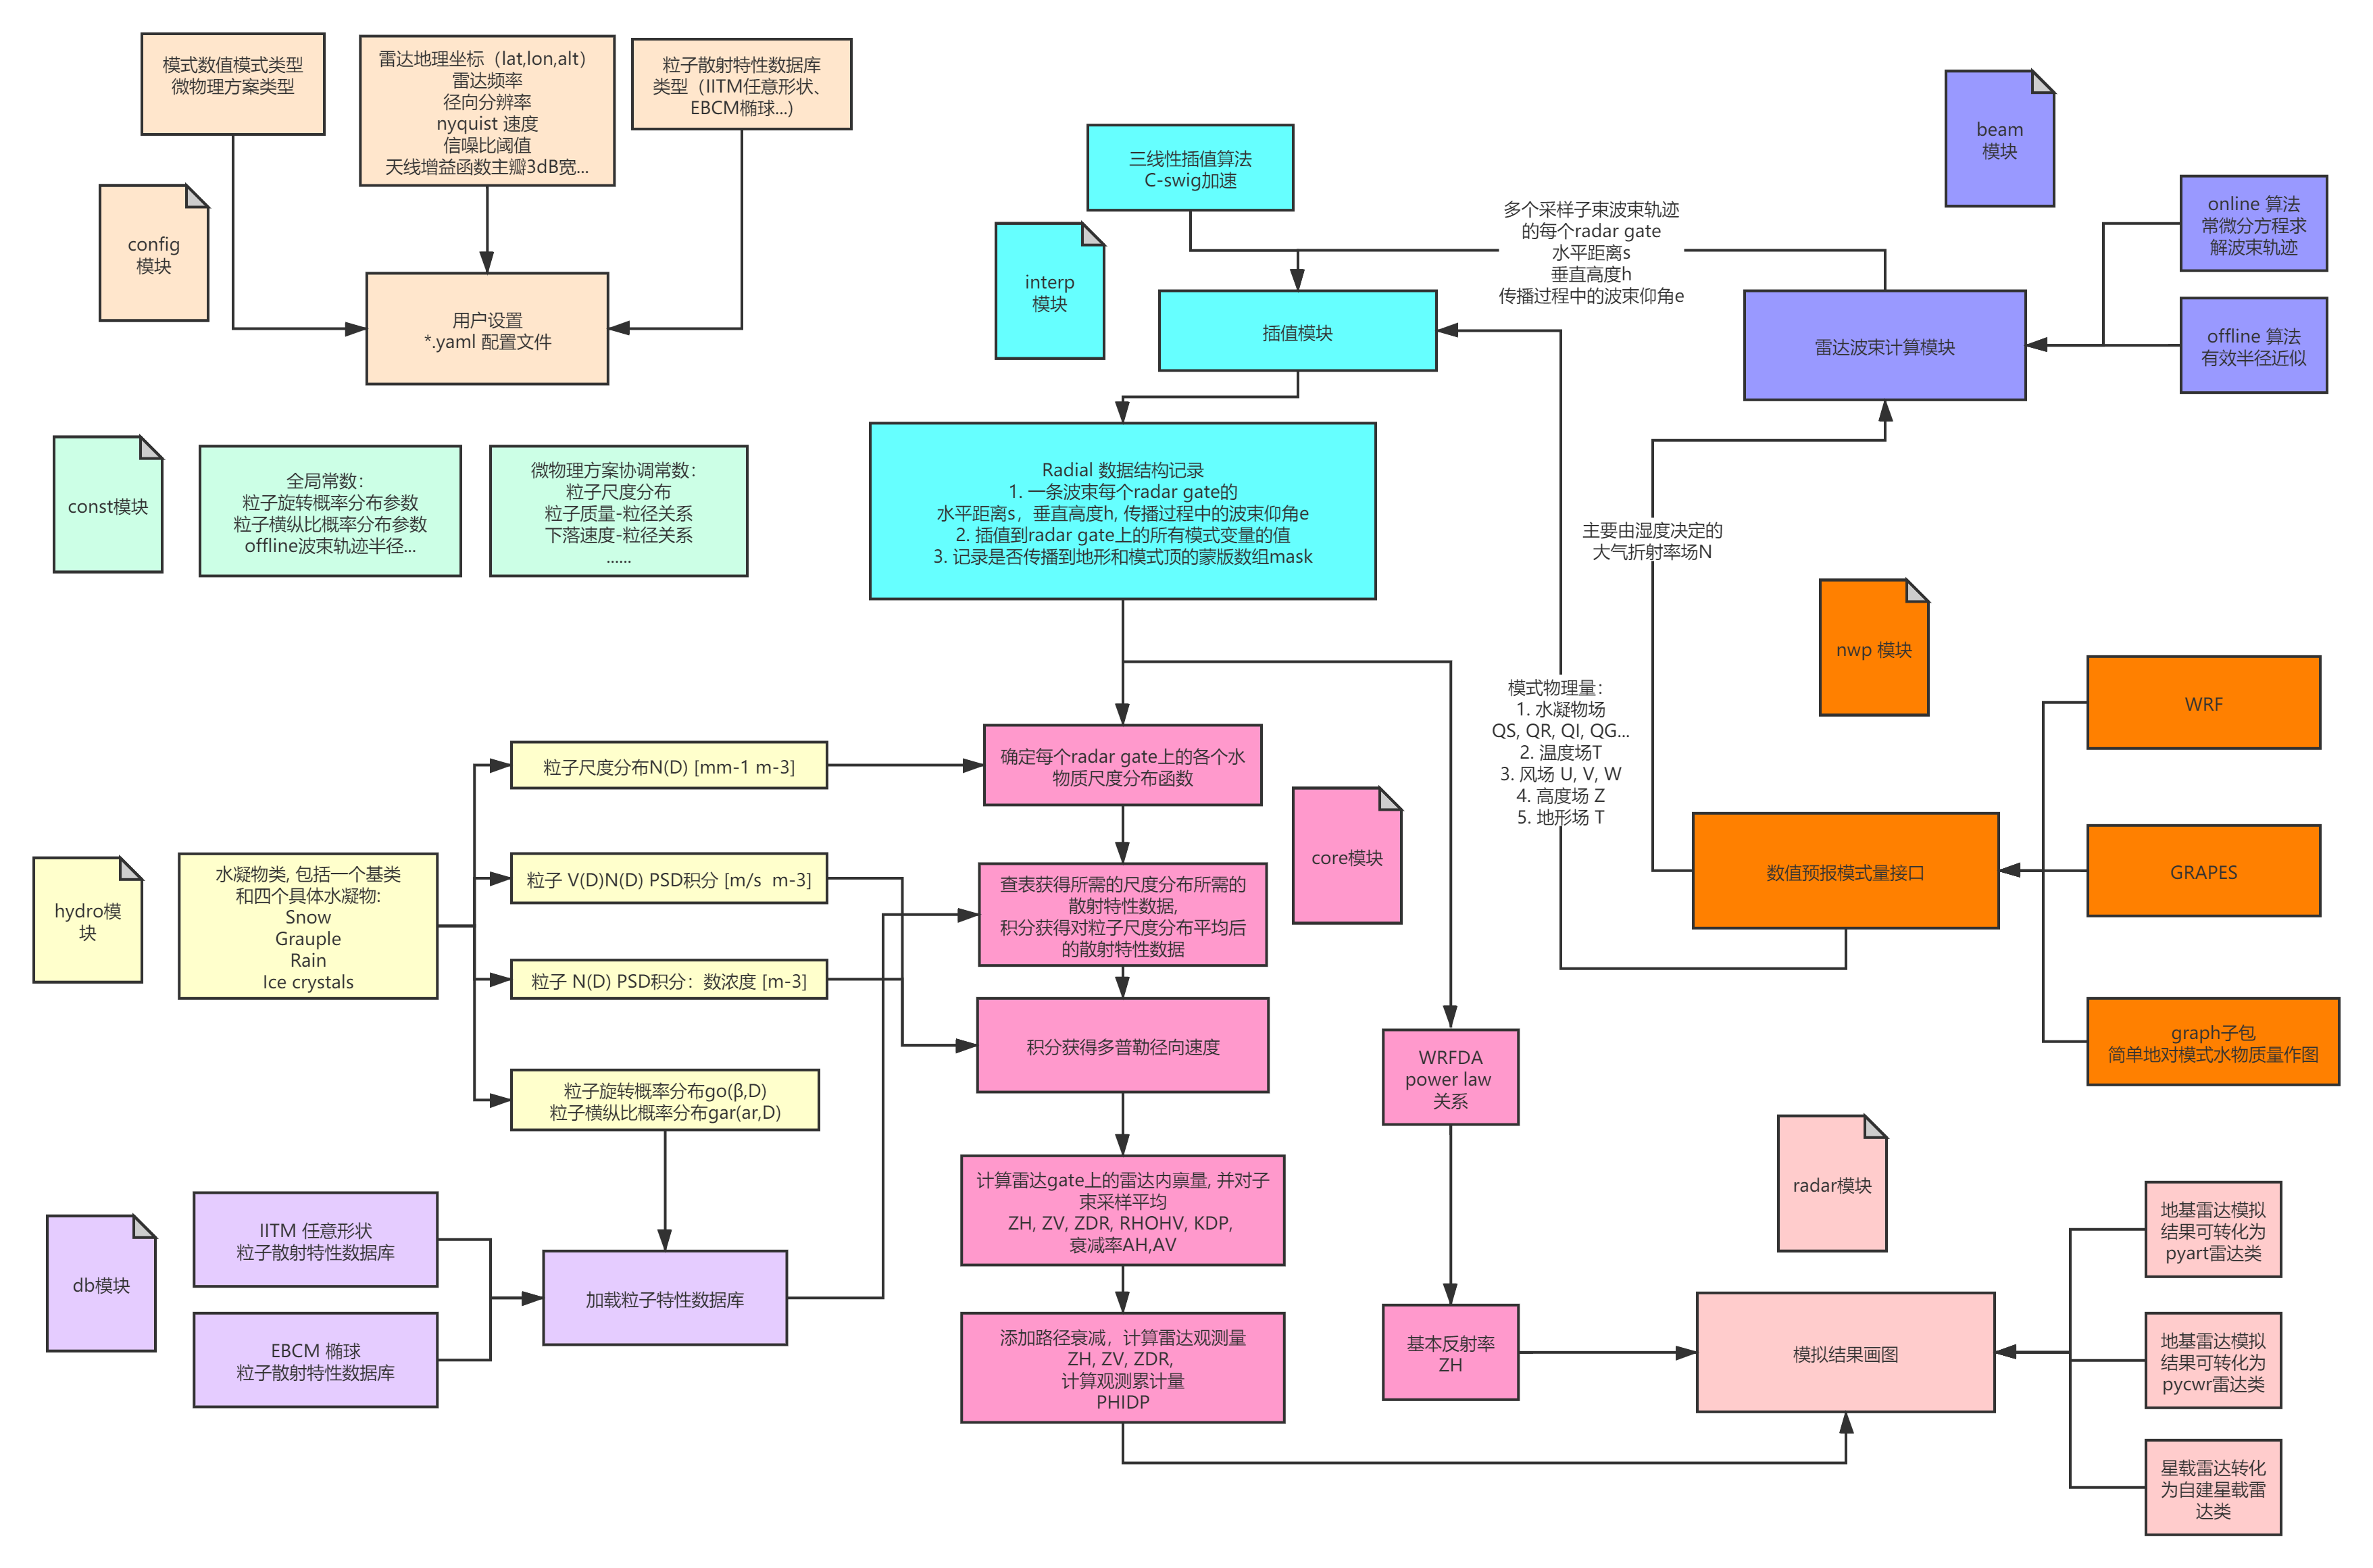 模式数值模式类型
微物理方案类型
雷达地理坐标（lat,lon,alt）
雷达频率
径向分辨率
nyquist 速度
信噪比阈值
天线增益函数主瓣3dB宽...
粒子散射特性数据库
类型（IITM任意形状、
EBCM椭球...)
config
模块
用户设置
*.yaml 配置文件
三线性插值算法
C-swig加速
interp
模块
插值模块
多个采样子束波束轨迹
的每个radar gate
水平距离s
垂直高度h
传播过程中的波束仰角e
beam
模块
online 算法
常微分方程求
解波束轨迹
offline 算法
有效半径近似
雷达波束计算模块
const模块
全局常数：
粒子旋转概率分布参数
粒子横纵比概率分布参数
offline波束轨迹半径...
微物理方案协调常数：
粒子尺度分布
粒子质量-粒径关系
下落速度-粒径关系
......
Radial 数据结构记录
1. 一条波束每个radar gate的
水平距离s，垂直高度h, 传播过程中的波束仰角e
2. 插值到radar gate上的所有模式变量的值
3. 记录是否传播到地形和模式顶的蒙版数组mask
主要由湿度决定的
大气折射率场N
nwp 模块
WRF
GRAPES
graph子包
简单地对模式水物质量作图
数值预报模式量接口
模式物理量：
1. 水凝物场
QS, QR, QI, QG...
2. 温度场T
3. 风场 U, V, W
4. 高度场 Z
5. 地形场 T
hydro模
块
水凝物类, 包括一个基类
和四个具体水凝物:
Snow
Grauple
Rain
Ice crystals
粒子尺度分布N(D) [mm-1 m-3]
粒子 V(D)N(D) PSD积分 [m/s  m-3]
粒子 N(D) PSD积分：数浓度 [m-3]
粒子旋转概率分布go(β,D)
粒子横纵比概率分布gar(ar,D)
确定每个radar gate上的各个水
物质尺度分布函数
core模块
查表获得所需的尺度分布所需的
散射特性数据,
积分获得对粒子尺度分布平均后
的散射特性数据
积分获得多普勒径向速度
WRFDA
power law
关系
计算雷达gate上的雷达内禀量, 并对子
束采样平均
ZH, ZV, ZDR, RHOHV, KDP,
衰减率AH,AV
添加路径衰减，计算雷达观测量
ZH, ZV, ZDR,
计算观测累计量
PHIDP
基本反射率
ZH
db模块
IITM 任意形状
粒子散射特性数据库
EBCM 椭球
粒子散射特性数据库
加载粒子特性数据库
radar模块
模拟结果画图
地基雷达模拟
结果可转化为
pyart雷达类
地基雷达模拟
结果可转化为
pycwr雷达类
星载雷达转化
为自建星载雷
达类